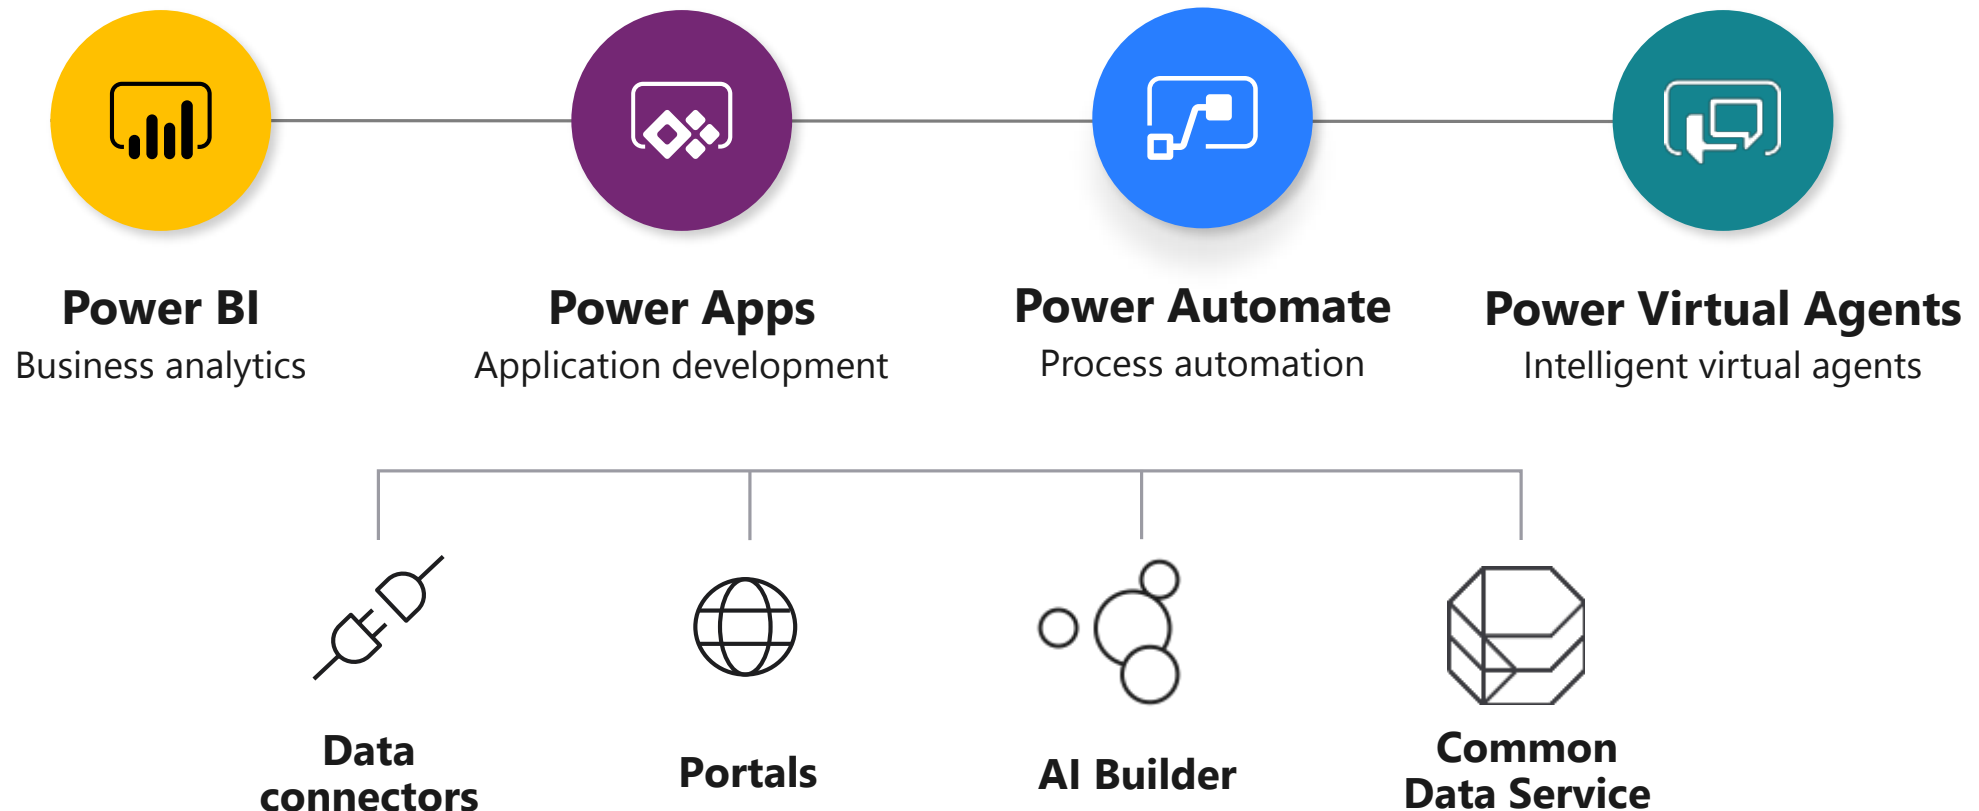 Power BI
Business analytics
Power Apps
Application development
Power Automate
Process automation
Power Virtual Agents
Intelligent virtual agents
Data
connectors
Portals
AI Builder
Common
Data Service